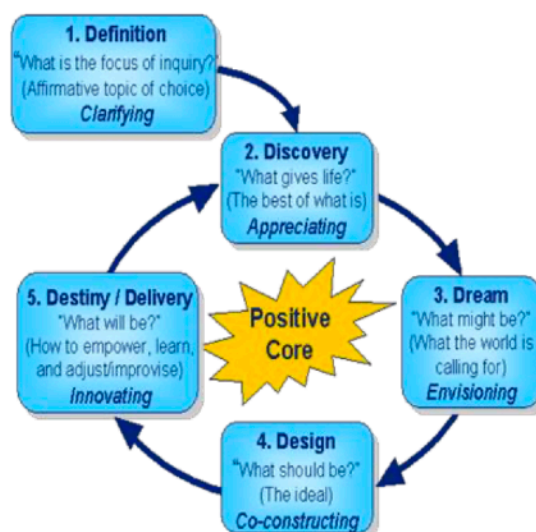 1. Definition
"What is the focus of inquiry?"
(Affirmative topic of choice)
Clarifying
2. Discovery
"What gives life?"
(The best of what is)
Appreciating
3. Dream
"What might be?"
(What the world is
calling for)
Envisioning
4. Design
"What should be?"
(The ideal)
Co-constructing
5. Destiny / Delivery
"What will be?"
(How to empower, learn,
and adjust/improvise)
Innovating
Positive
Core